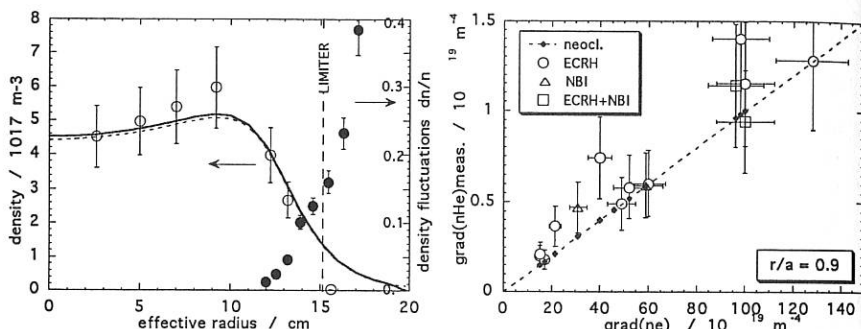 density / 1017 m-3
8
7
6
5
4
3
2
1
0
0
5
10
15
20
effective radius / cm
LIMITER
0.4
0.3
0.2
0.1
0.
density fluctuations dn/n
grad(nHe)meas. / 10 19 m-4
1.5
1
0.5
0
0
20
40
60
80
100
120
140
grad(ne) / 10 19 m-4
neocl.
ECRH
NBI
ECRH+NBI
r/a = 0.9